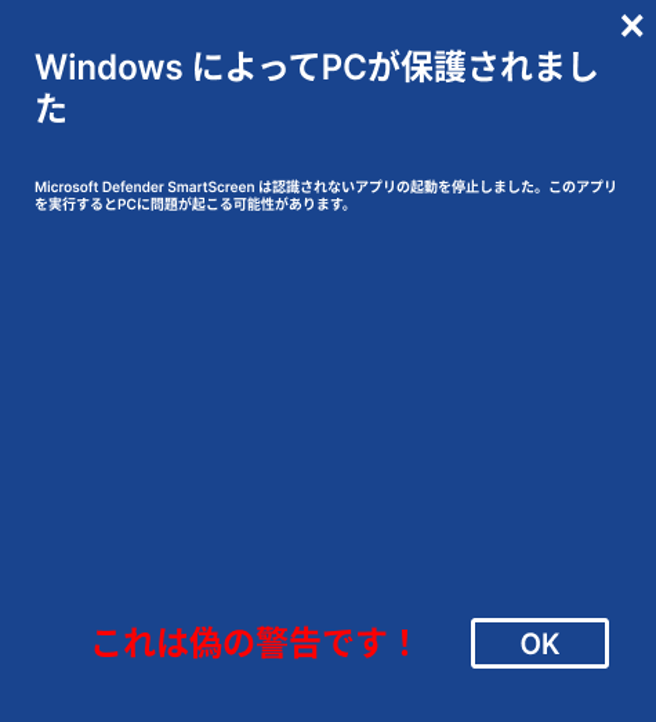 Windows によってPCが保護されまし
た
Microsoft Defender SmartScreen は認識されないアプリの起動を停止しました。このアプリ
を実行するとPCに問題が起こる可能性があります。
これは偽の警告です！
OK